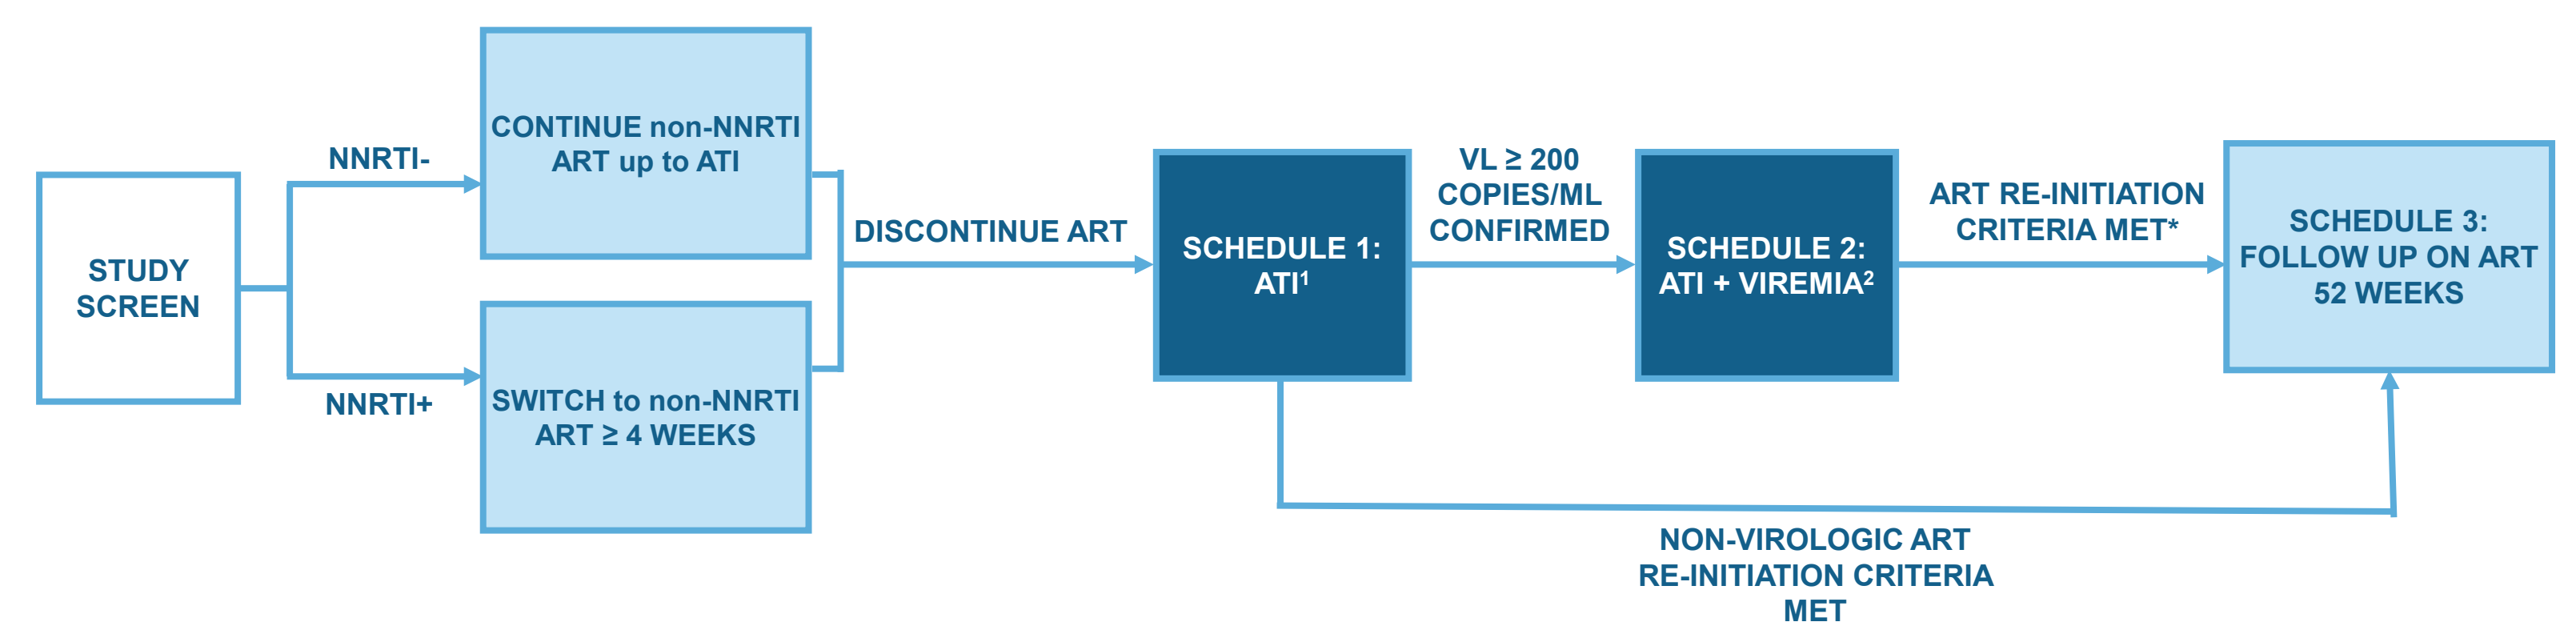 STUDY
SCREEN
NNRTI-
NNRTI+
CONTINUE non-NNRTI
ART up to ATI
SWITCH to non-NNRTI
ART ≥ 4 WEEKS
DISCONTINUE ART
SCHEDULE 1:
ATI¹
VL ≥ 200
COPIES/ML
CONFIRMED
SCHEDULE 2:
ATI + VIREMIA²
ART RE-INITIATION
CRITERIA MET*
SCHEDULE 3:
FOLLOW UP ON ART
52 WEEKS
NON-VIROLOGIC ART
RE-INITIATION CRITERIA
MET